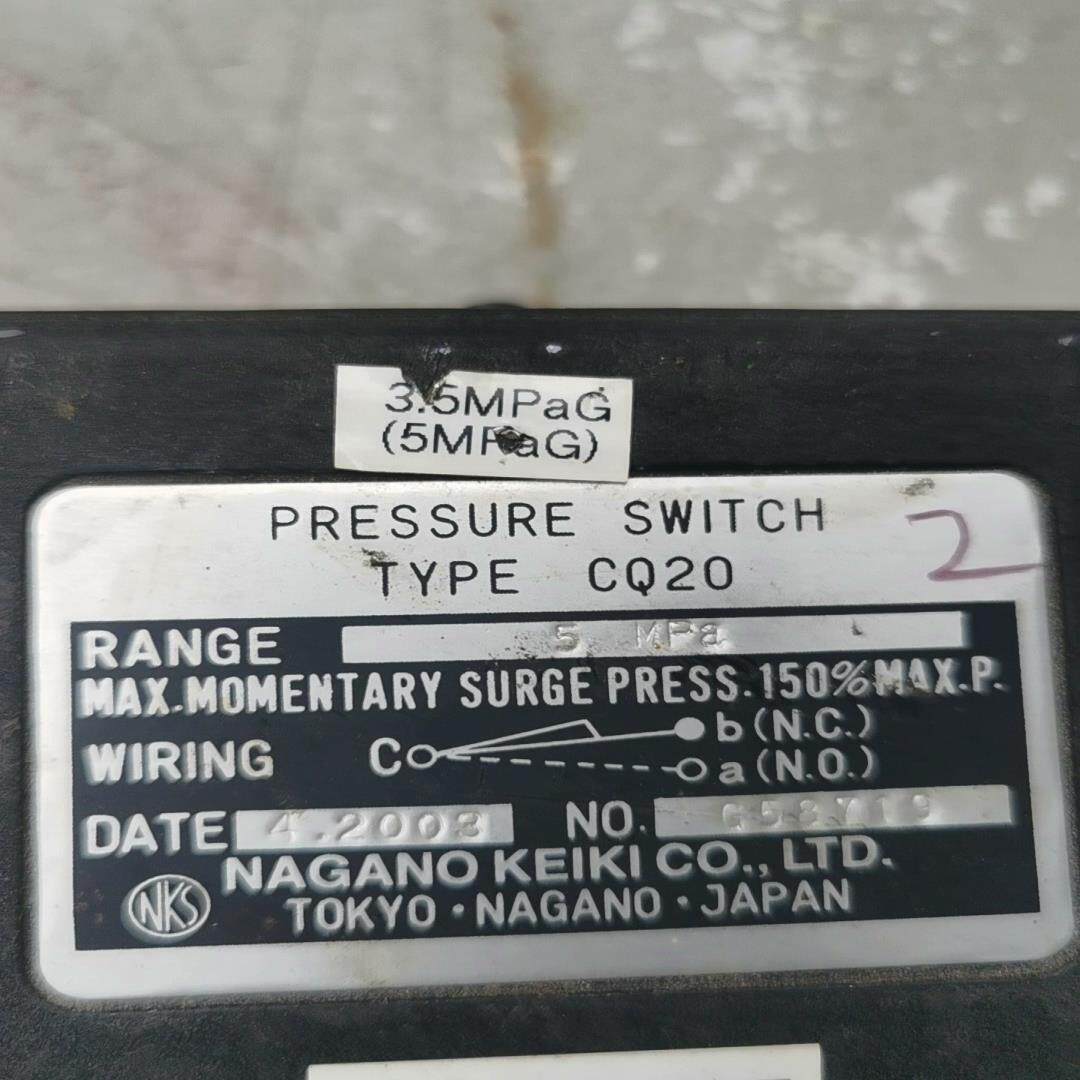 3.5MPaG
(5MPaG)
PRESSURE SWITCH
TYPE CQ20
2
RANGE 5 MPa
MAX.MOMENTARY SURGE PRESS.150%MAX.P.
WIRING C b (N.C.)
a (N.O.)
DATE 4.2003 NO. G58Y19
NAGANO KEIKI CO., LTD.
NKS TOKYO・NAGANO・JAPAN